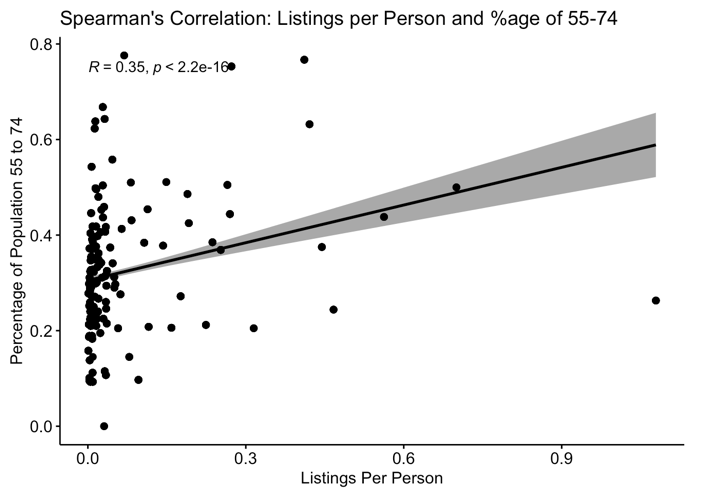 Spearman's Correlation: Listings per Person and %age of 55-74
0.8
R = 0.35, p < 2.2e-16
0.6
0.4
0.2
0.0
Percentage of Population 55 to 74
0.0 0.3 0.6 0.9
Listings Per Person